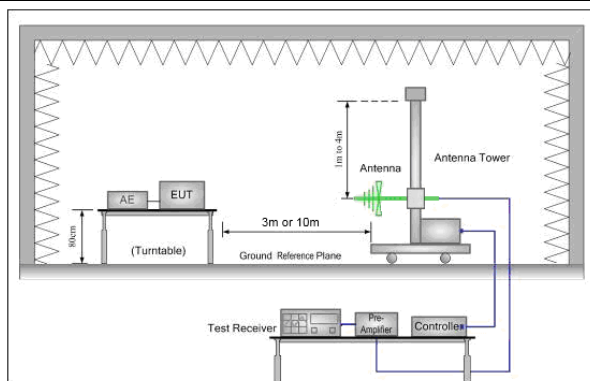 1m to 4m
Antenna
Antenna Tower
AE
EUT
3m or 10m
80cm
(Turntable)
Ground Reference Plane
Test Receiver
Pre-
Amplifier
Controller